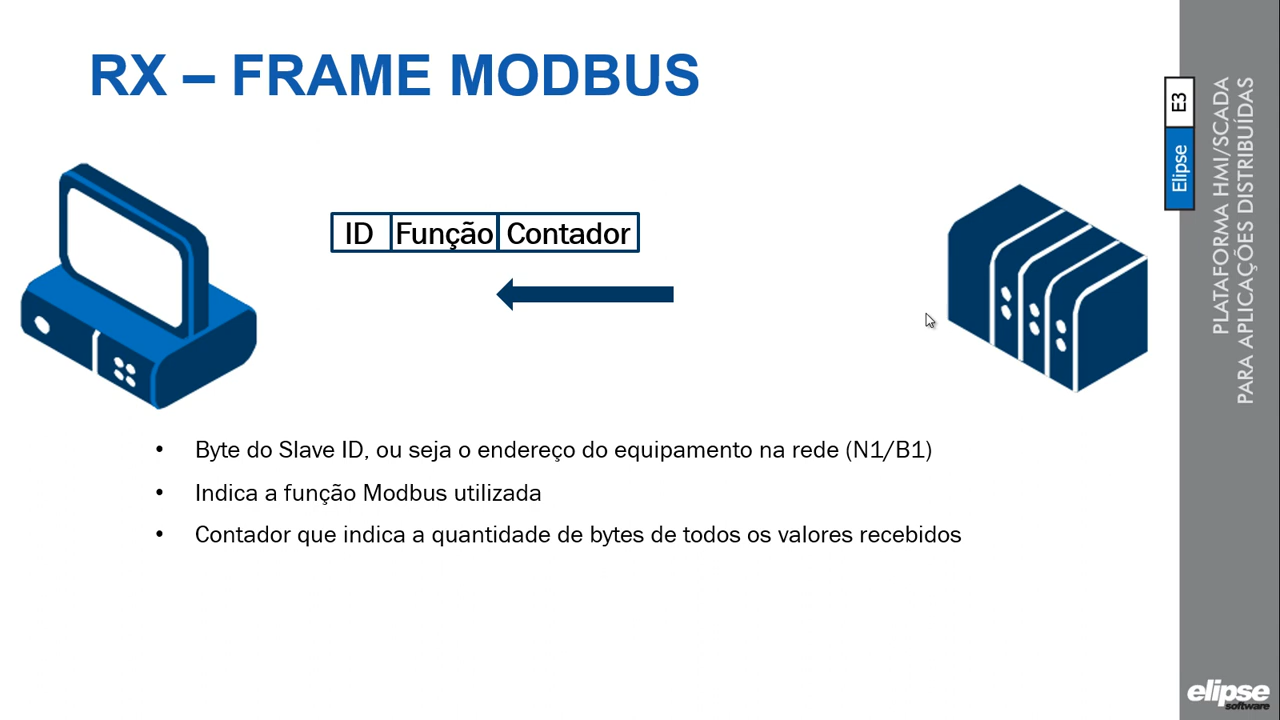 RX – FRAME MODBUS
ID Função Contador
• Byte do Slave ID, ou seja o endereço do equipamento na rede (N1/B1)
• Indica a função Modbus utilizada
• Contador que indica a quantidade de bytes de todos os valores recebidos
Elipse E3
PLATAFORMA HMI/SCADA
PARA APLICAÇÕES DISTRIBUÍDAS
elipse
software